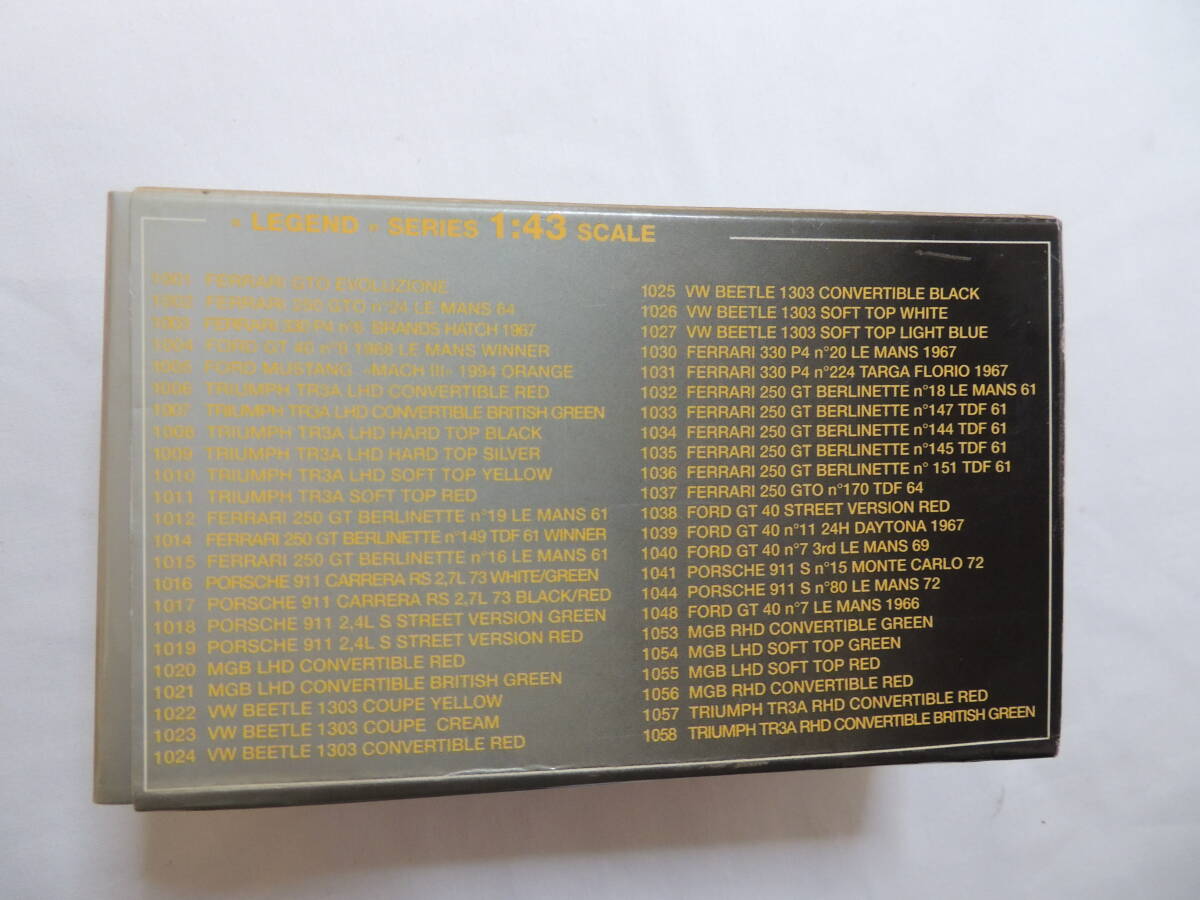 « LEGEND » SERIES 1:43 SCALE
1001 FERRARI GTO EVOLUZIONE
1002 FERRARI 250 GTO n°24 LE MANS 64
1003 FERRARI 330 P4 n°6 BRANDS HATCH 1967
1004 FORD GT 40 n°9 1968 LE MANS WINNER
1005 FORD MUSTANG «MACH III» 1994 ORANGE
1006 TRIUMPH TR3A LHD CONVERTIBLE RED
1007 TRIUMPH TR3A LHD CONVERTIBLE BRITISH GREEN
1008 TRIUMPH TR3A LHD HARD TOP BLACK
1009 TRIUMPH TR3A LHD HARD TOP SILVER
1010 TRIUMPH TR3A LHD SOFT TOP YELLOW
1011 TRIUMPH TR3A SOFT TOP RED
1012 FERRARI 250 GT BERLINETTE n°19 LE MANS 61
1014 FERRARI 250 GT BERLINETTE n°149 TDF 61 WINNER
1015 FERRARI 250 GT BERLINETTE n°16 LE MANS 61
1016 PORSCHE 911 CARRERA RS 2,7L 73 WHITE/GREEN
1017 PORSCHE 911 CARRERA RS 2,7L 73 BLACK/RED
1018 PORSCHE 911 2,4L S STREET VERSION GREEN
1019 PORSCHE 911 2,4L S STREET VERSION RED
1020 MGB LHD CONVERTIBLE RED
1021 MGB LHD CONVERTIBLE BRITISH GREEN
1022 VW BEETLE 1303 COUPE YELLOW
1023 VW BEETLE 1303 COUPE CREAM
1024 VW BEETLE 1303 CONVERTIBLE RED
1025 VW BEETLE 1303 CONVERTIBLE BLACK
1026 VW BEETLE 1303 SOFT TOP WHITE
1027 VW BEETLE 1303 SOFT TOP LIGHT BLUE
1030 FERRARI 330 P4 n°20 LE MANS 1967
1031 FERRARI 330 P4 n°224 TARGA FLORIO 1967
1032 FERRARI 250 GT BERLINETTE n°18 LE MANS 61
1033 FERRARI 250 GT BERLINETTE n°147 TDF 61
1034 FERRARI 250 GT BERLINETTE n°144 TDF 61
1035 FERRARI 250 GT BERLINETTE n°145 TDF 61
1036 FERRARI 250 GT BERLINETTE n° 151 TDF 61
1037 FERRARI 250 GTO n°170 TDF 64
1038 FORD GT 40 STREET VERSION RED
1039 FORD GT 40 n°11 24H DAYTONA 1967
1040 FORD GT 40 n°7 3rd LE MANS 69
1041 PORSCHE 911 S n°15 MONTE CARLO 72
1044 PORSCHE 911 S n°80 LE MANS 72
1048 FORD GT 40 n°7 LE MANS 1966
1053 MGB RHD CONVERTIBLE GREEN
1054 MGB LHD SOFT TOP GREEN
1055 MGB LHD SOFT TOP RED
1056 MGB RHD CONVERTIBLE RED
1057 TRIUMPH TR3A RHD CONVERTIBLE RED
1058 TRIUMPH TR3A RHD CONVERTIBLE BRITISH GREEN